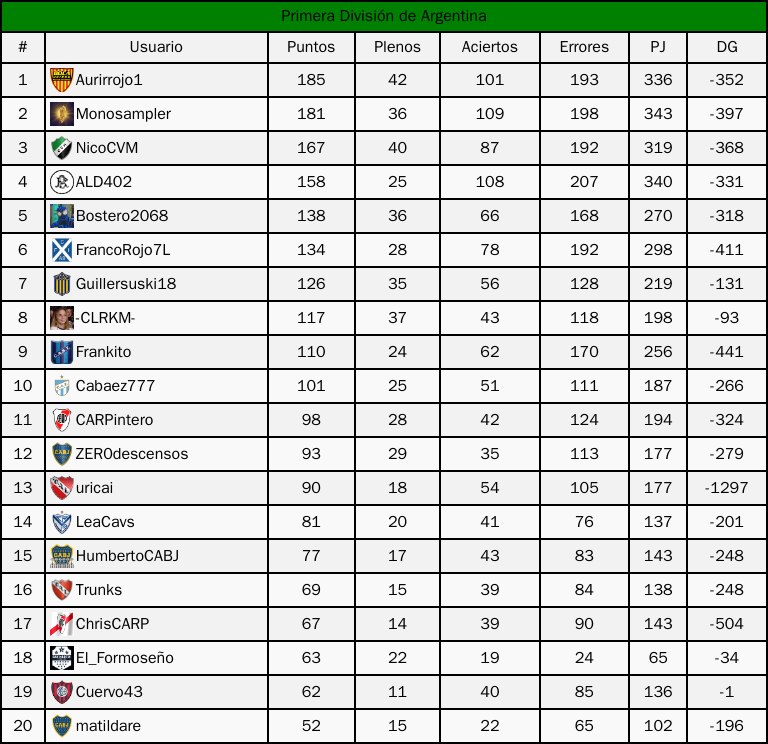 Primera División de Argentina
# Usuario Puntos Plenos Aciertos Errores PJ DG
1 Aurirrojo1 185 42 101 193 336 -352
2 Monosampler 181 36 109 198 343 -397
3 NicoCVM 167 40 87 192 319 -368
4 ALD402 158 25 108 207 340 -331
5 Bostero2068 138 36 66 168 270 -318
6 FrancoRojo7L 134 28 78 192 298 -411
7 Guillersuski18 126 35 56 128 219 -131
8 -CLRKM- 117 37 43 118 198 -93
9 Frankito 110 24 62 170 256 -441
10 Cabaez777 101 25 51 111 187 -266
11 CARPintero 98 28 42 124 194 -324
12 ZER0descensos 93 29 35 113 177 -279
13 uricai 90 18 54 105 177 -1297
14 LeaCavs 81 20 41 76 137 -201
15 HumbertoCABJ 77 17 43 83 143 -248
16 Trunks 69 15 39 84 138 -248
17 ChrisCARP 67 14 39 90 143 -504
18 El_Formoseño 63 22 19 24 65 -34
19 Cuervo43 62 11 40 85 136 -1
20 matildare 52 15 22 65 102 -196